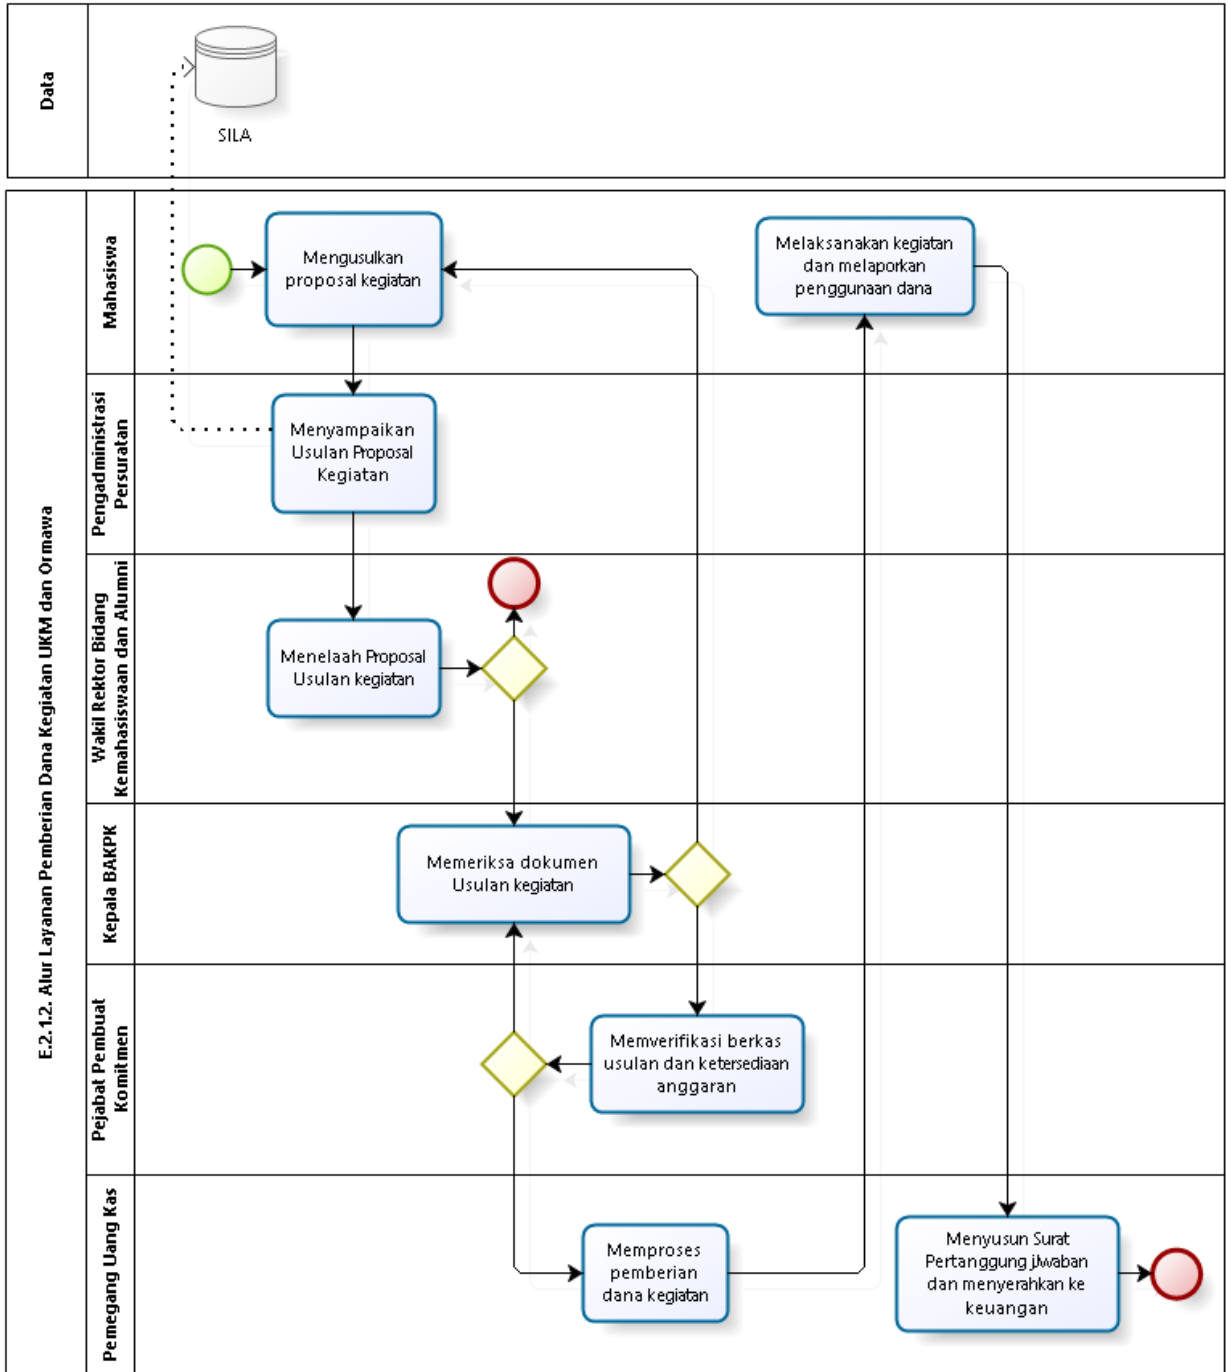 Data
SILA
E.2.1.2. Alur Layanan Pemberian Dana Kegiatan UKM dan Ormawa
Mahasiswa
Mengusulkan
proposal kegiatan
Melaksanakan kegiatan
dan melaporkan
penggunaan dana
Pengadministrasi
Persuratan
Menyampaikan
Usulan Proposal
Kegiatan
Wakil Rektor Bidang
Kemahasiswaan dan Alumni
Menelaah Proposal
Usulan kegiatan
Kepala BAKPK
Memeriksa dokumen
Usulan kegiatan
Pejabat Pembuat
Komitmen
Memverifikasi berkas
usulan dan ketersediaan
anggaran
Pemegang Uang Kas
Memproses
pemberian
dana kegiatan
Menyusun Surat
Pertanggung jJwaban
dan menyerahkan ke
keuangan